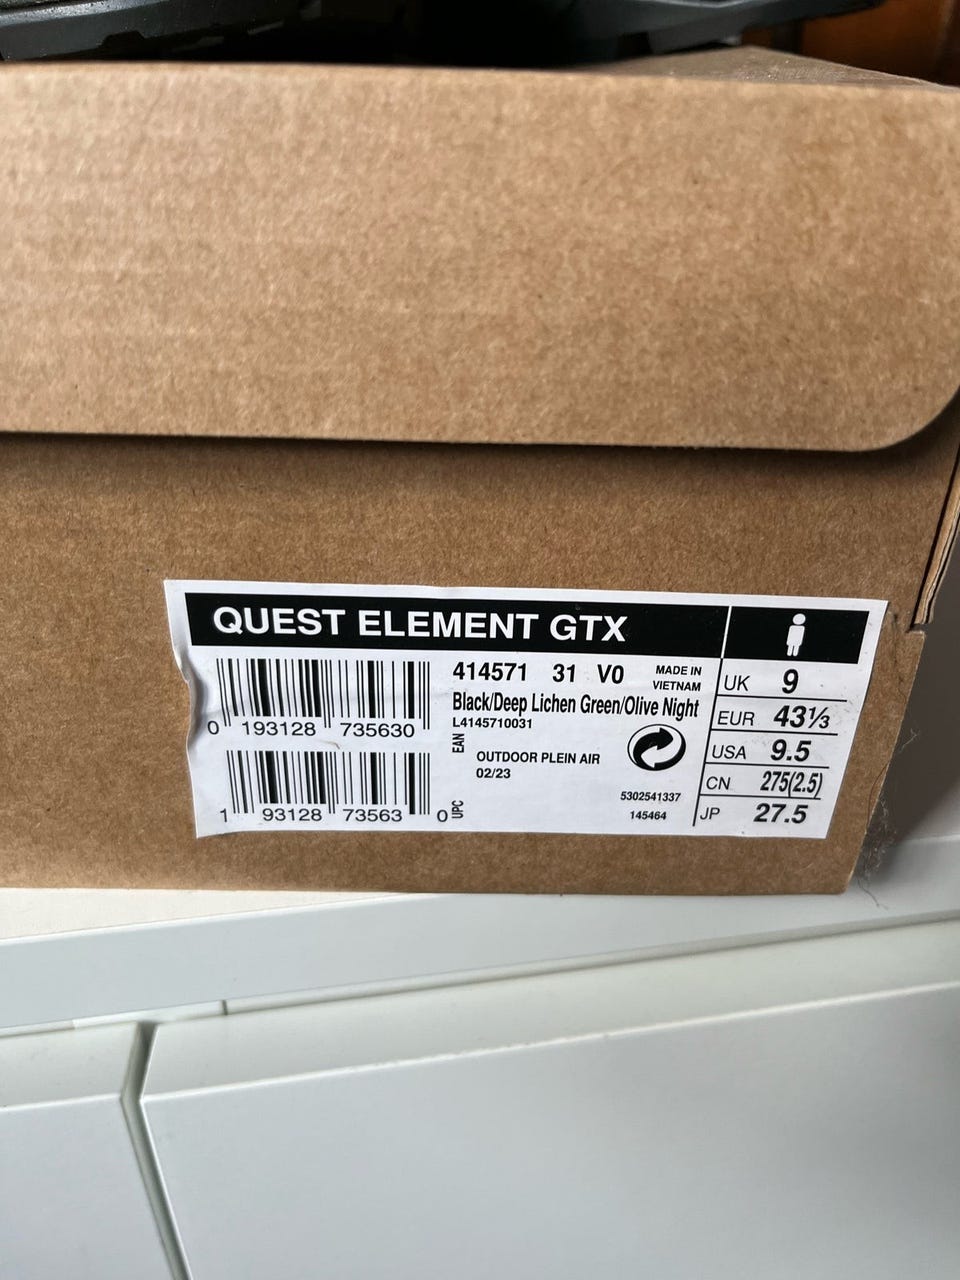 QUEST ELEMENT GTX
0 193128 735630
1 93128 73563 0
EAN
UPC
414571 31 V0
MADE IN
VIETNAM
Black/Deep Lichen Green/Olive Night
L4145710031
OUTDOOR PLEIN AIR
02/23
5302541337
145464
UK 9
EUR 43⅓
USA 9.5
CN 275(2.5)
JP 27.5